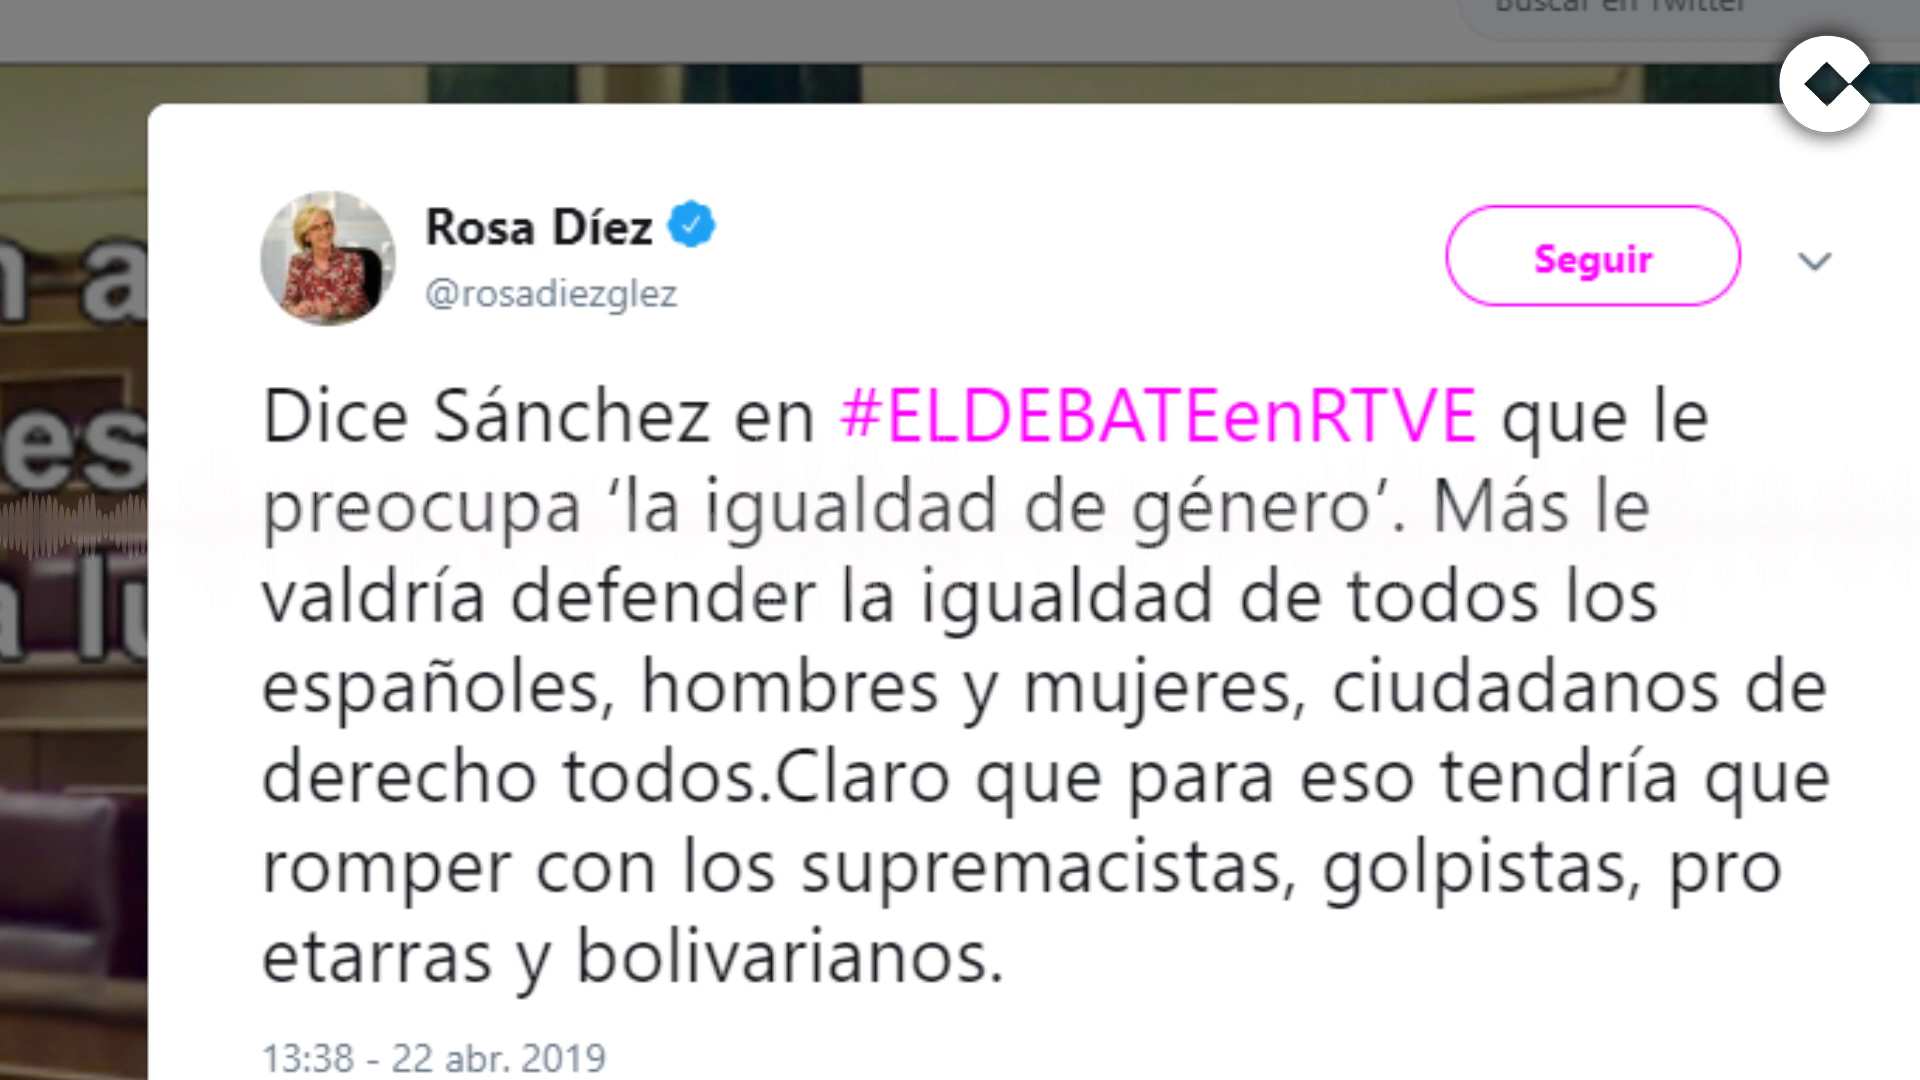 Buscar en Twitter
Rosa Díez
@rosadiezglez
Seguir
Dice Sánchez en #ELDEBATEenRTVE que le
preocupa ‘la igualdad de género’. Más le
valdría defender la igualdad de todos los
españoles, hombres y mujeres, ciudadanos de
derecho todos.Claro que para eso tendría que
romper con los supremacistas, golpistas, pro
etarras y bolivarianos.
13:38 - 22 abr. 2019
n a
es
a lu